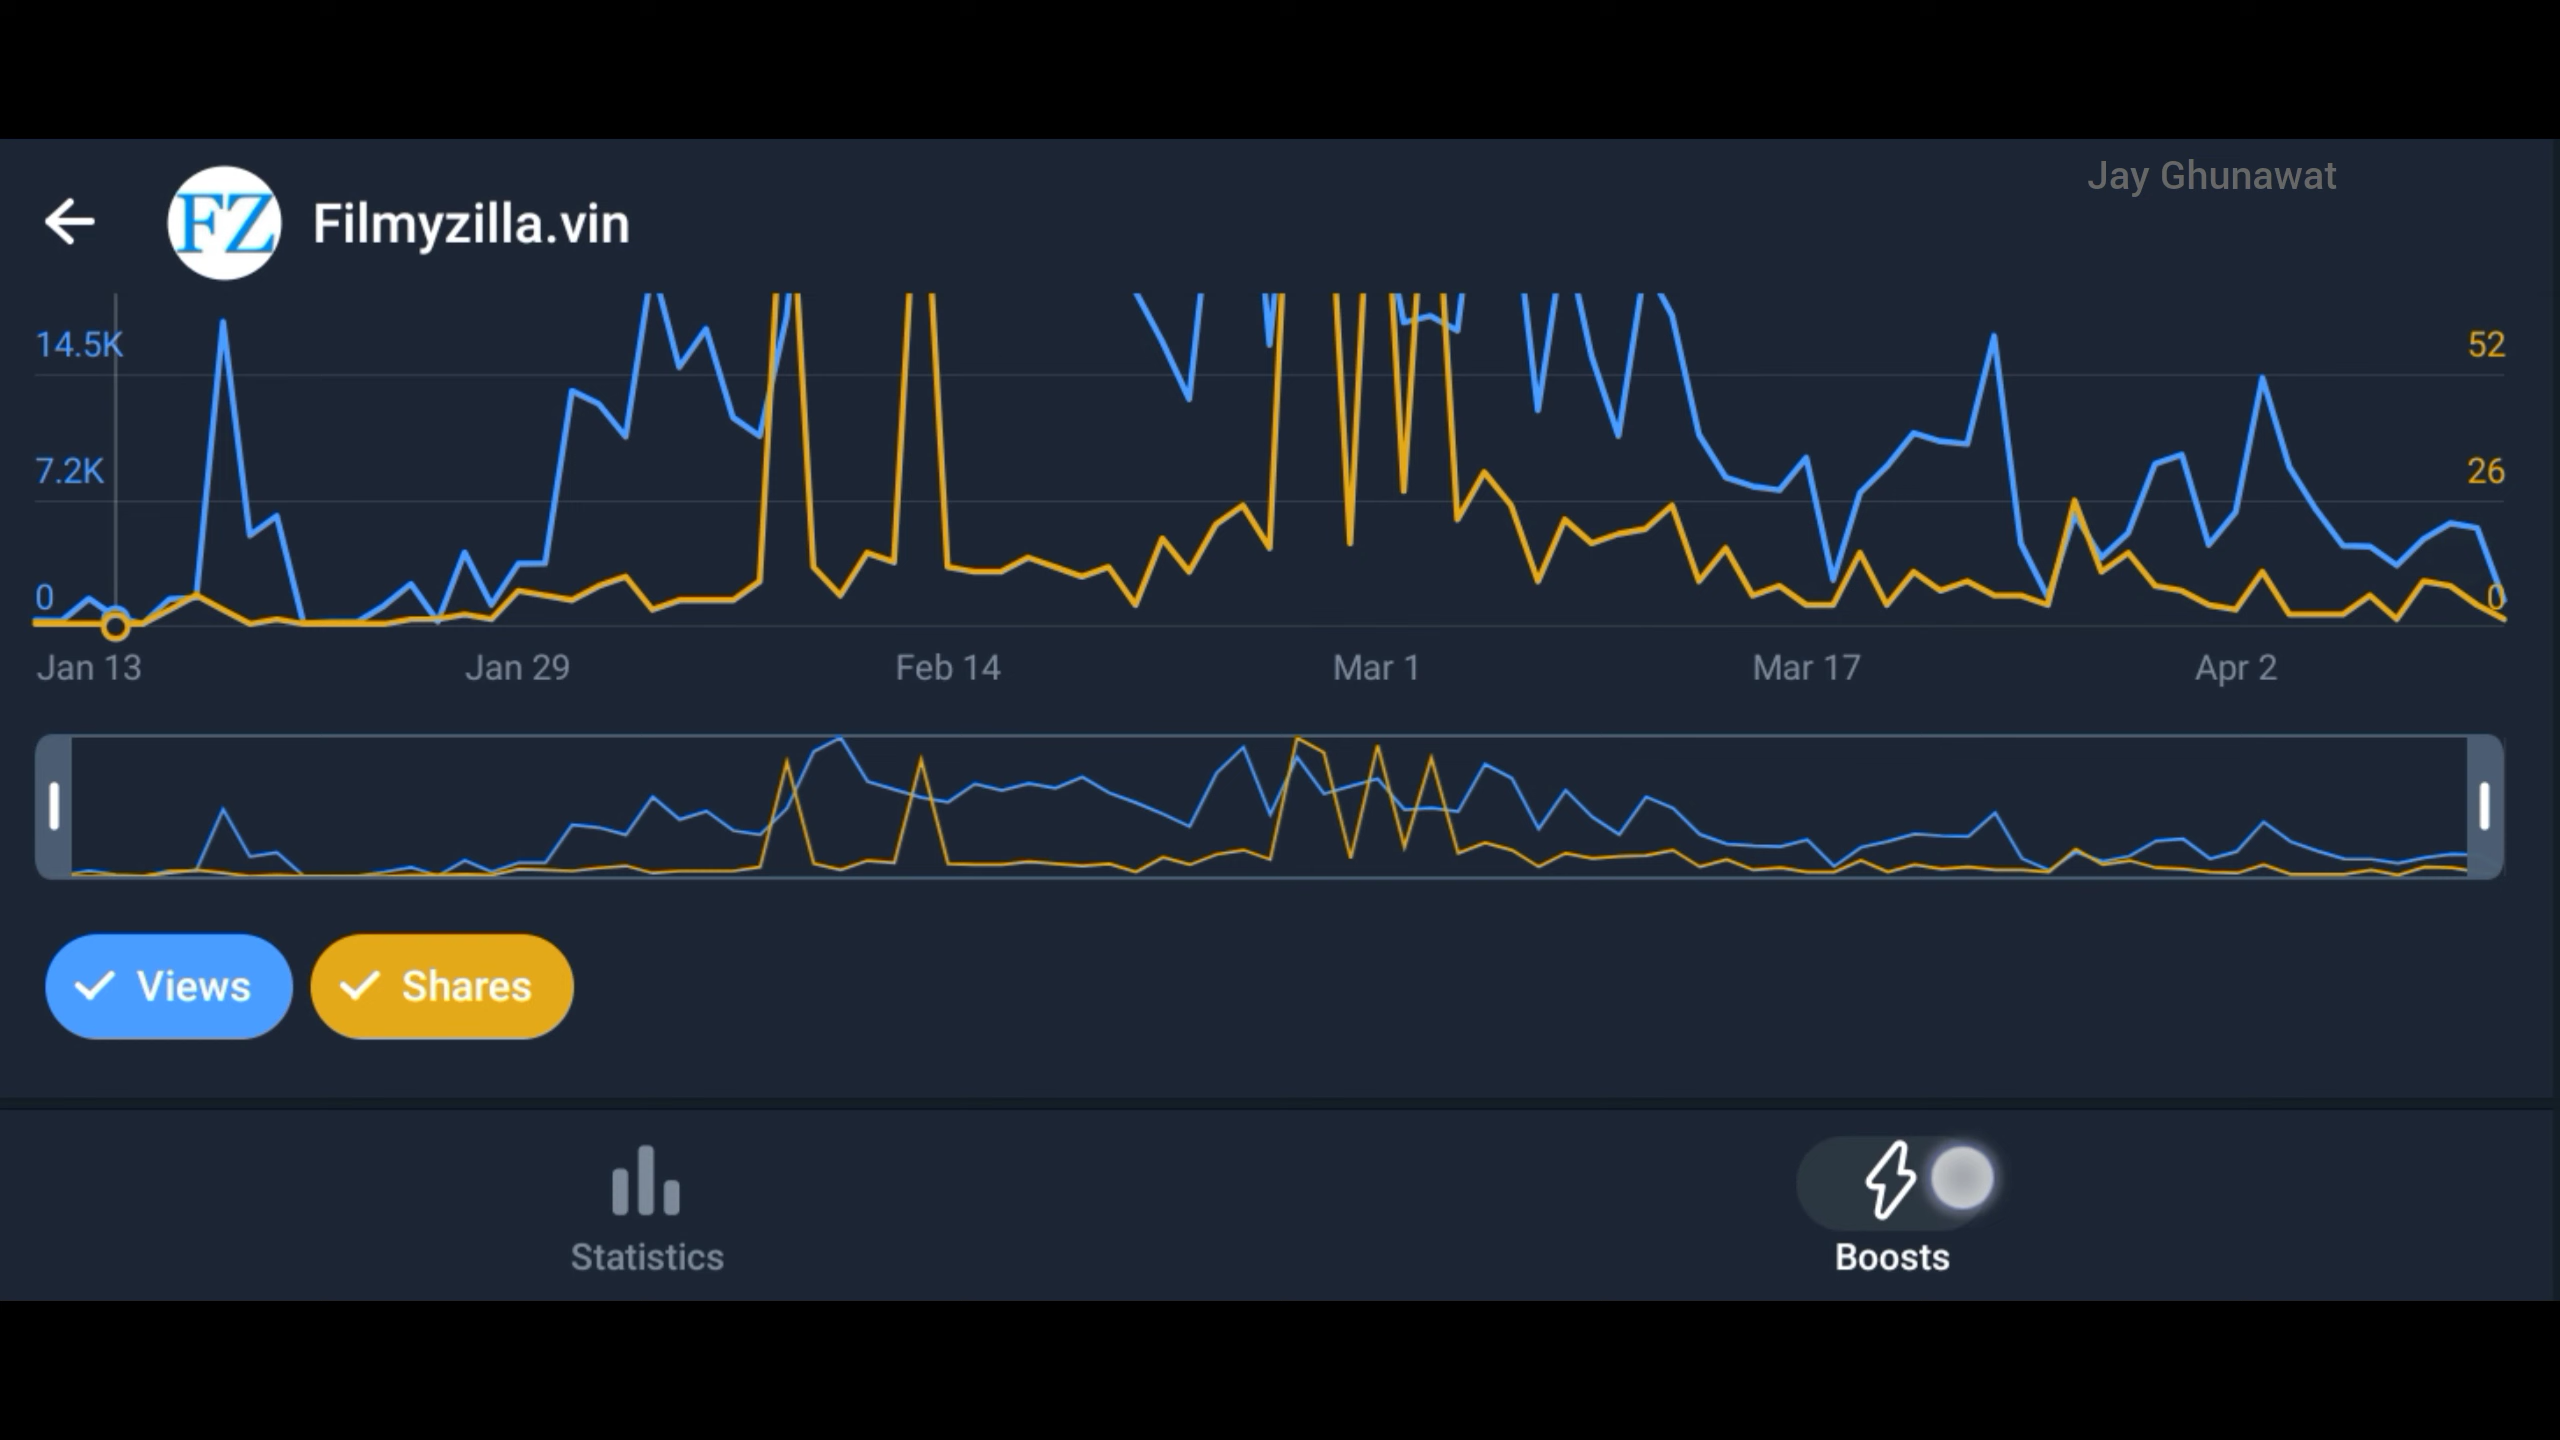 Jay Ghunawat
FZ Filmyzilla.vin
14.5K 52
7.2K 26
0 0
Jan 13 Jan 29 Feb 14 Mar 1 Mar 17 Apr 2
Views Shares
Statistics Boosts